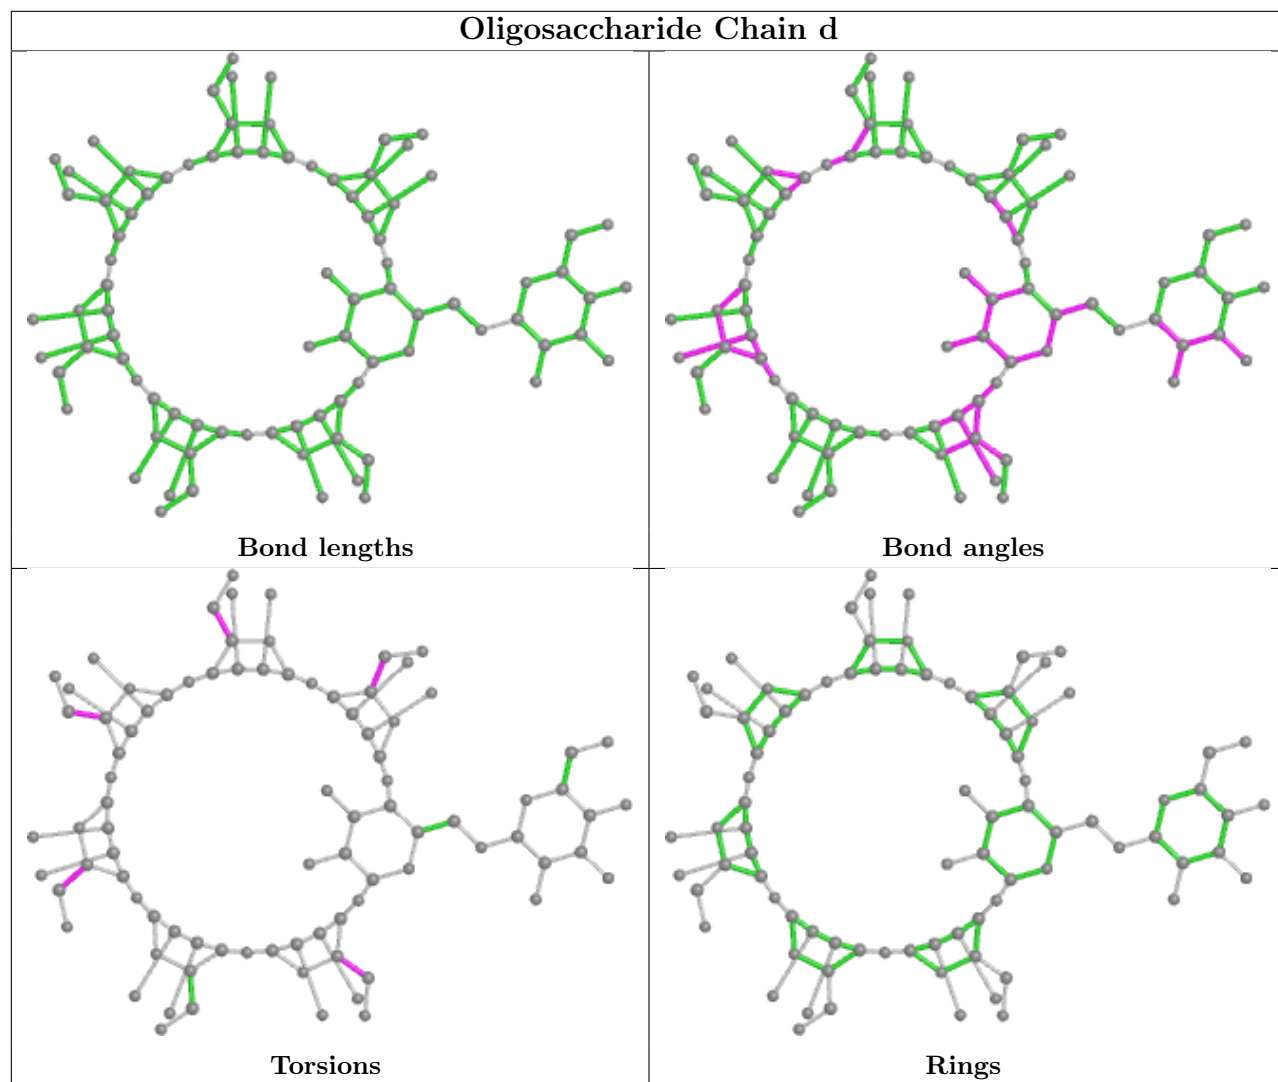 Oligosaccharide Chain d
Bond lengths
Bond angles
Torsions
Rings